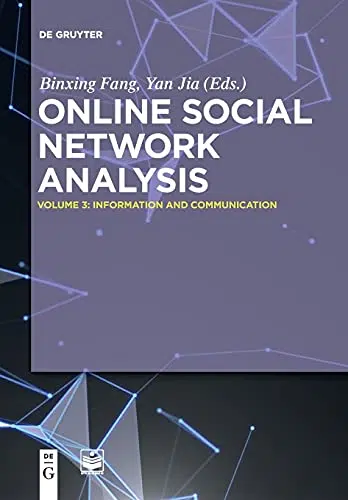 DE GRUYTER
Binxing Fang, Yan Jia (Eds.)
ONLINE SOCIAL
NETWORK
ANALYSIS
VOLUME 3: INFORMATION AND COMMUNICATION
DE
G